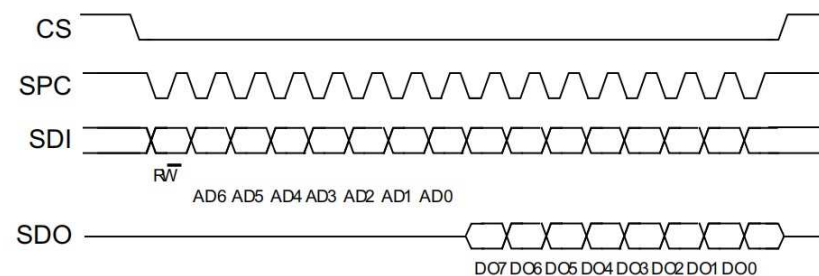 CS
SPC
SDI
RW̅
AD6 AD5 AD4 AD3 AD2 AD1 AD0
SDO
DO7 DO6 DO5 DO4 DO3 DO2 DO1 DO0